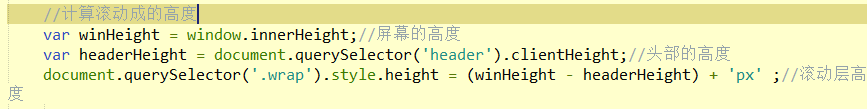 //计算滚动成的高度
var winHeight = window.innerHeight;//屏幕的高度
var headerHeight = document.querySelector('header').clientHeight;//头部的高度
document.querySelector('.wrap').style.height = (winHeight - headerHeight) + 'px' ;//滚动层高
度